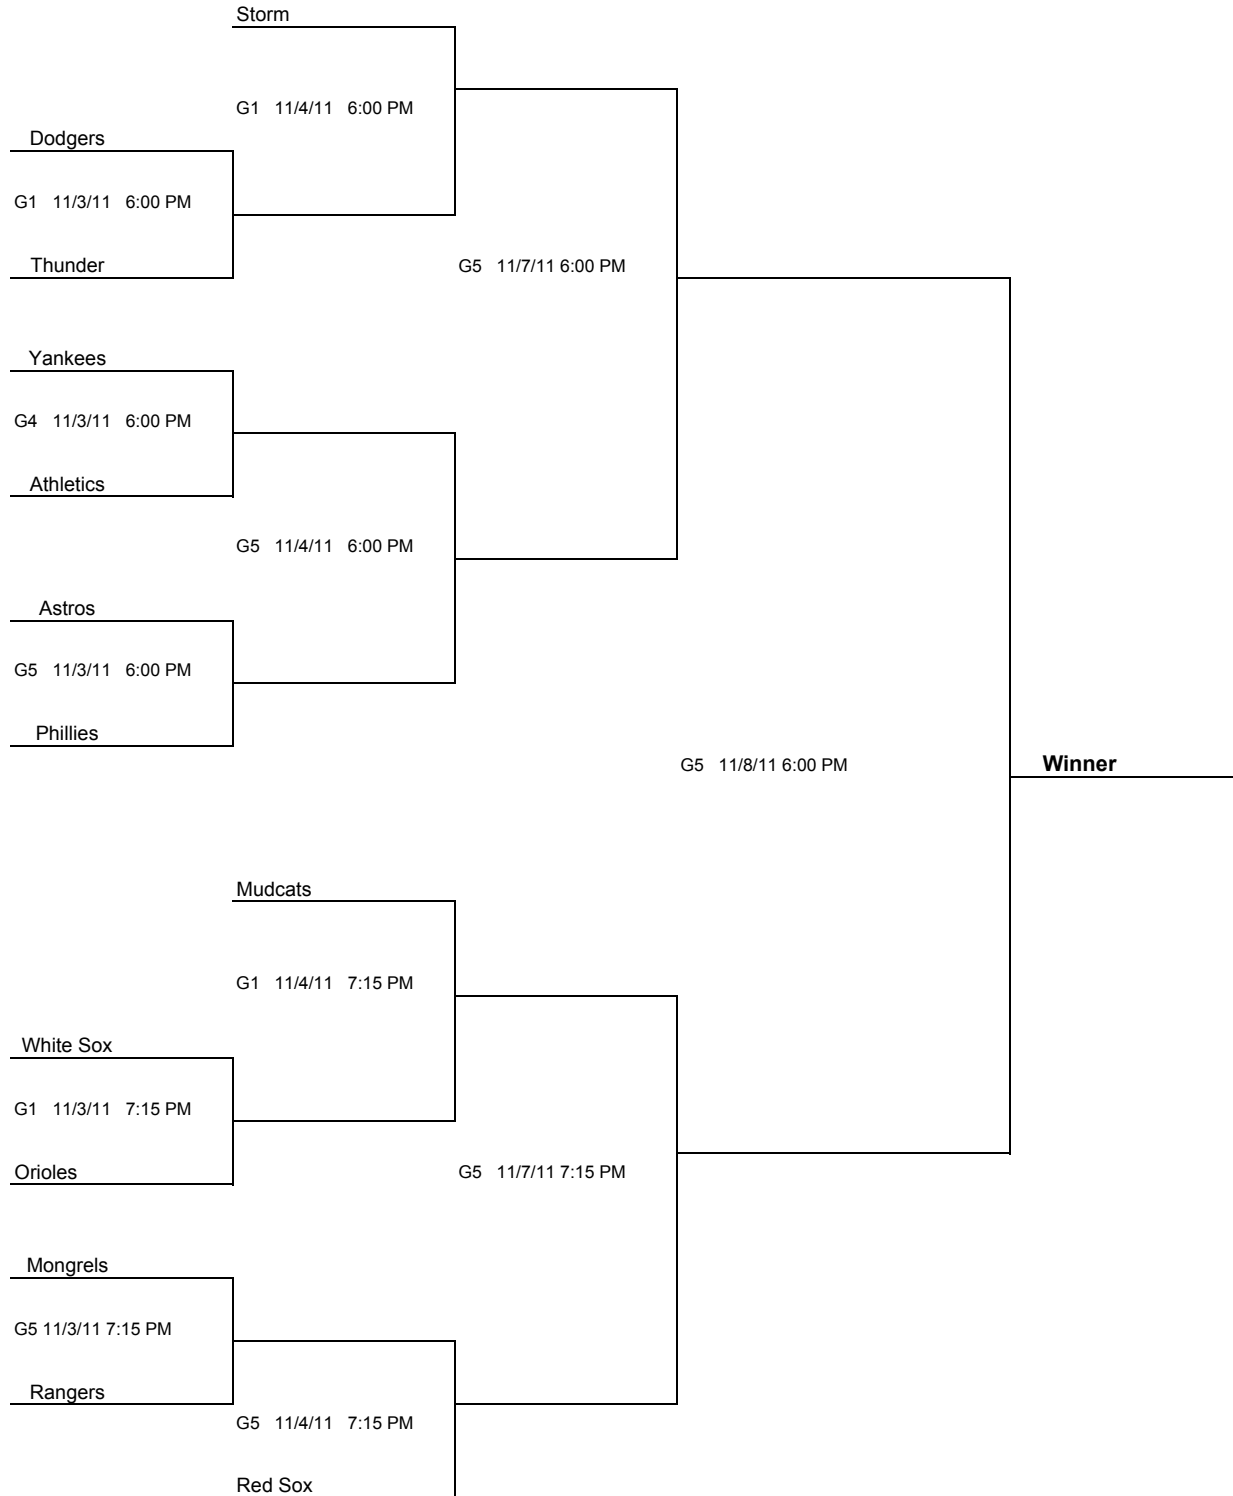 Storm
G1 11/4/11 6:00 PM
Dodgers
G1 11/3/11 6:00 PM
Thunder
G5 11/7/11 6:00 PM
Yankees
G4 11/3/11 6:00 PM
Athletics
G5 11/4/11 6:00 PM
Astros
G5 11/3/11 6:00 PM
Phillies
G5 11/8/11 6:00 PM
Winner
Mudcats
G1 11/4/11 7:15 PM
White Sox
G1 11/3/11 7:15 PM
Orioles
G5 11/7/11 7:15 PM
Mongrels
G5 11/3/11 7:15 PM
Rangers
G5 11/4/11 7:15 PM
Red Sox